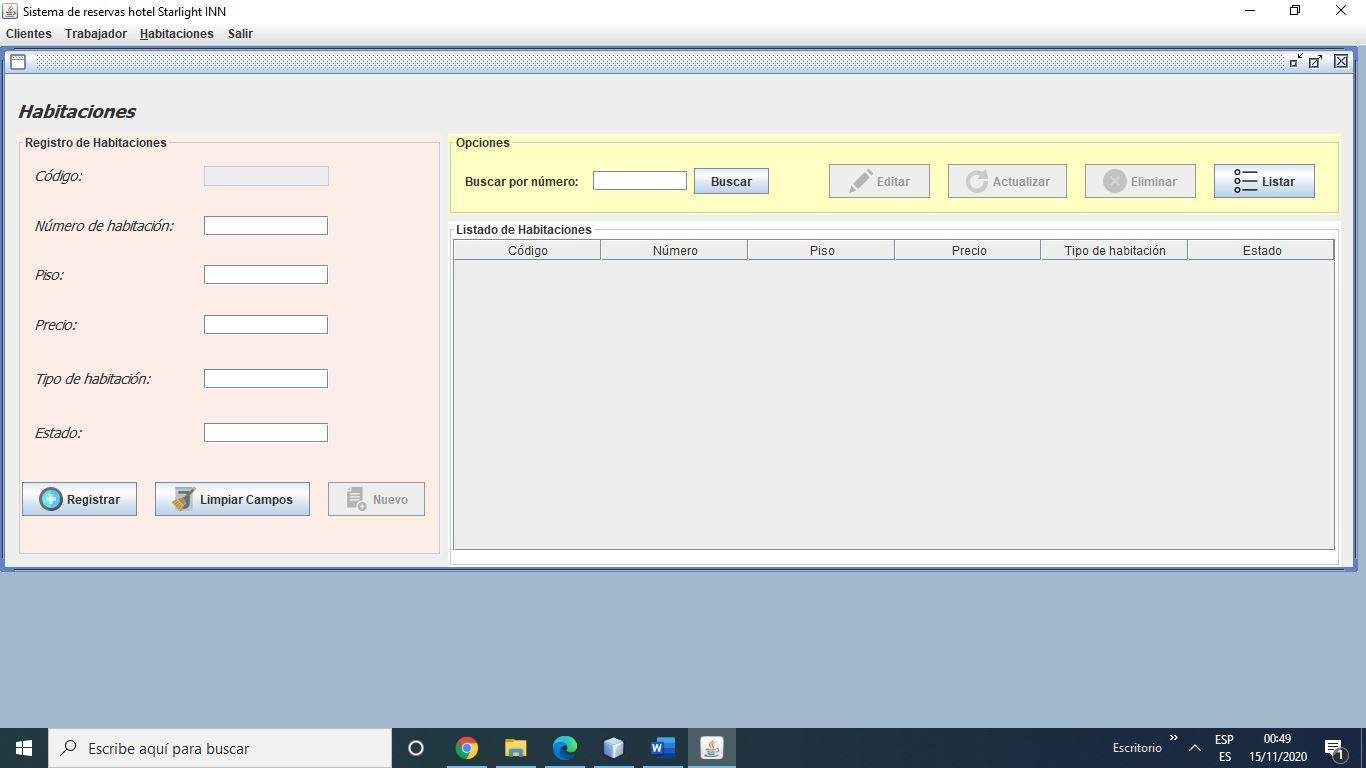 Sistema de reservas hotel Starlight INN
Clientes Trabajador Habitaciones Salir
Habitaciones
Registro de Habitaciones
Código:
Número de habitación:
Piso:
Precio:
Tipo de habitación:
Estado:
Registrar Limpiar Campos Nuevo
Opciones
Buscar por número: Buscar Editar Actualizar Eliminar Listar
Listado de Habitaciones
Código Número Piso Precio Tipo de habitación Estado
Escribe aquí para buscar
Escritorio
ESP
ES
00:49
15/11/2020
1